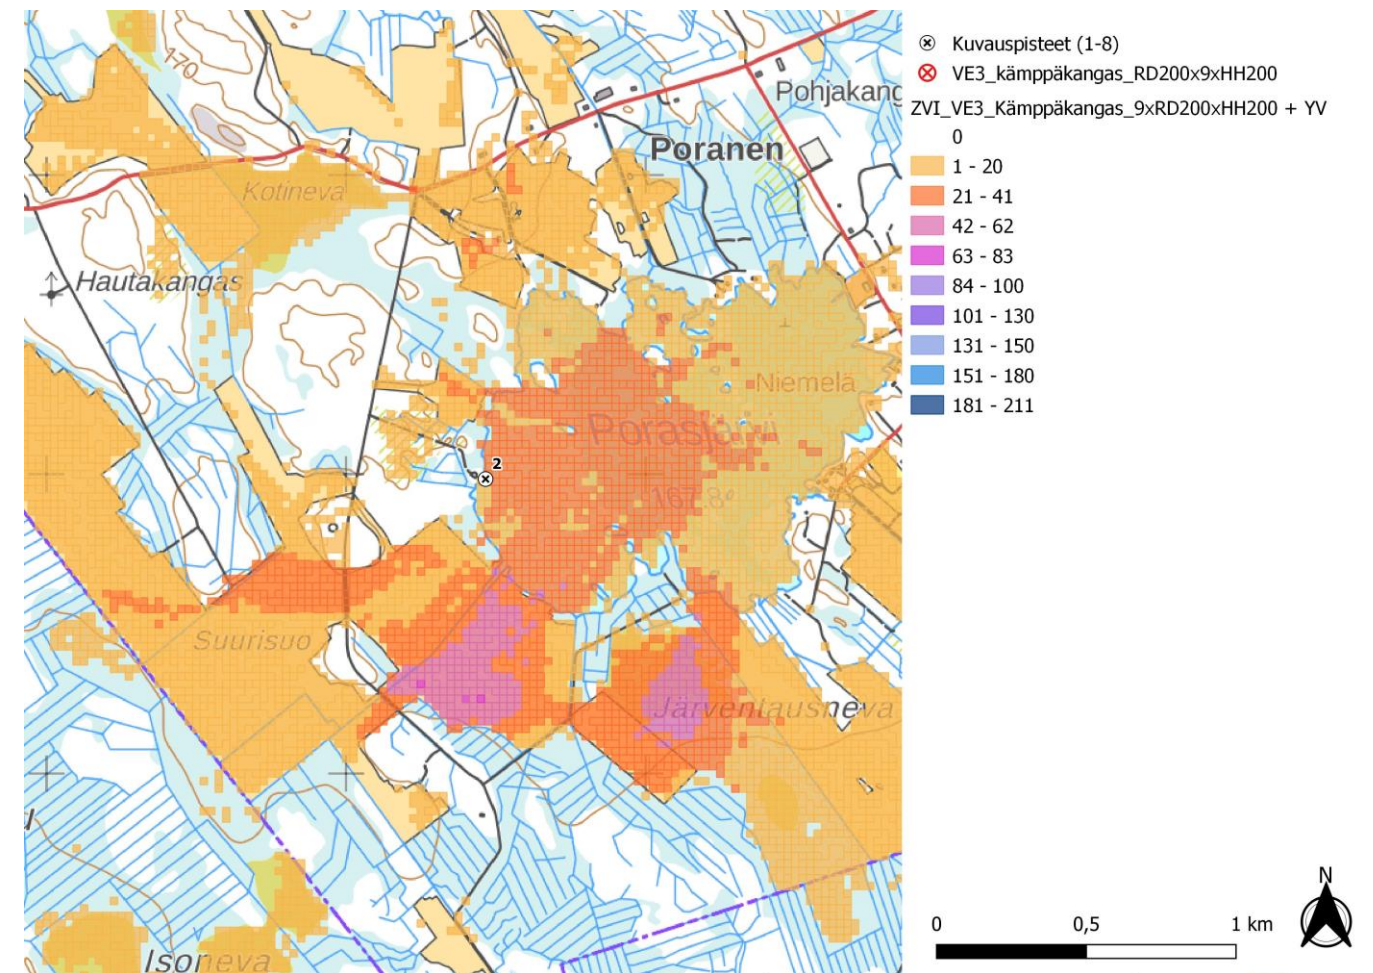 170
Pohjakang
Poranen
Kotineva
Hautakangas
Niemelä
Porasjärvi
167.8
2
Suurisuo
Järventausneva
Isoneva
Kuvauspisteet (1-8)
VE3_kämppäkangas_RD200x9xHH200
ZVI_VE3_Kämppäkangas_9xRD200xHH200 + YV
0
1 - 20
21 - 41
42 - 62
63 - 83
84 - 100
101 - 130
131 - 150
151 - 180
181 - 211
N
0
0,5
1 km